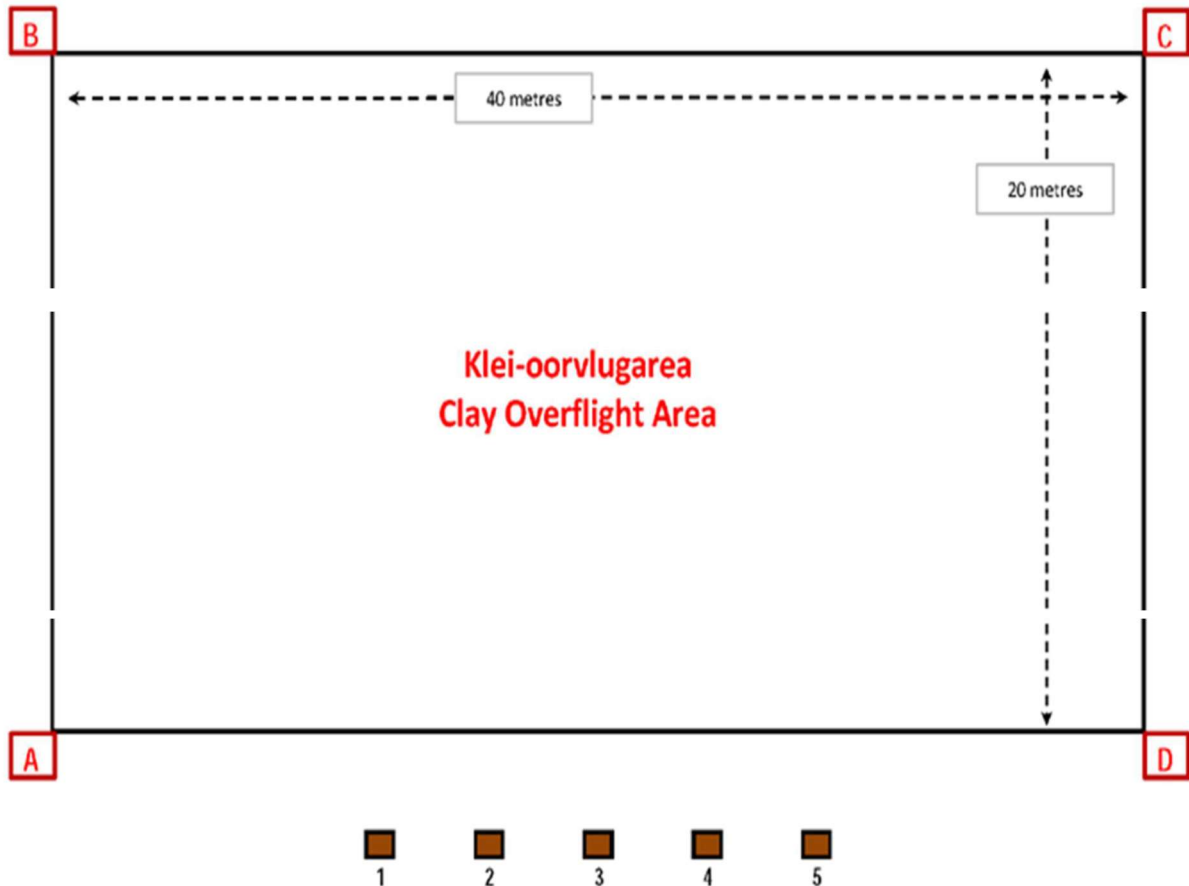 B
C
40 metres
20 metres
Klei-oorvlugarea
Clay Overflight Area
A
D
1 2 3 4 5